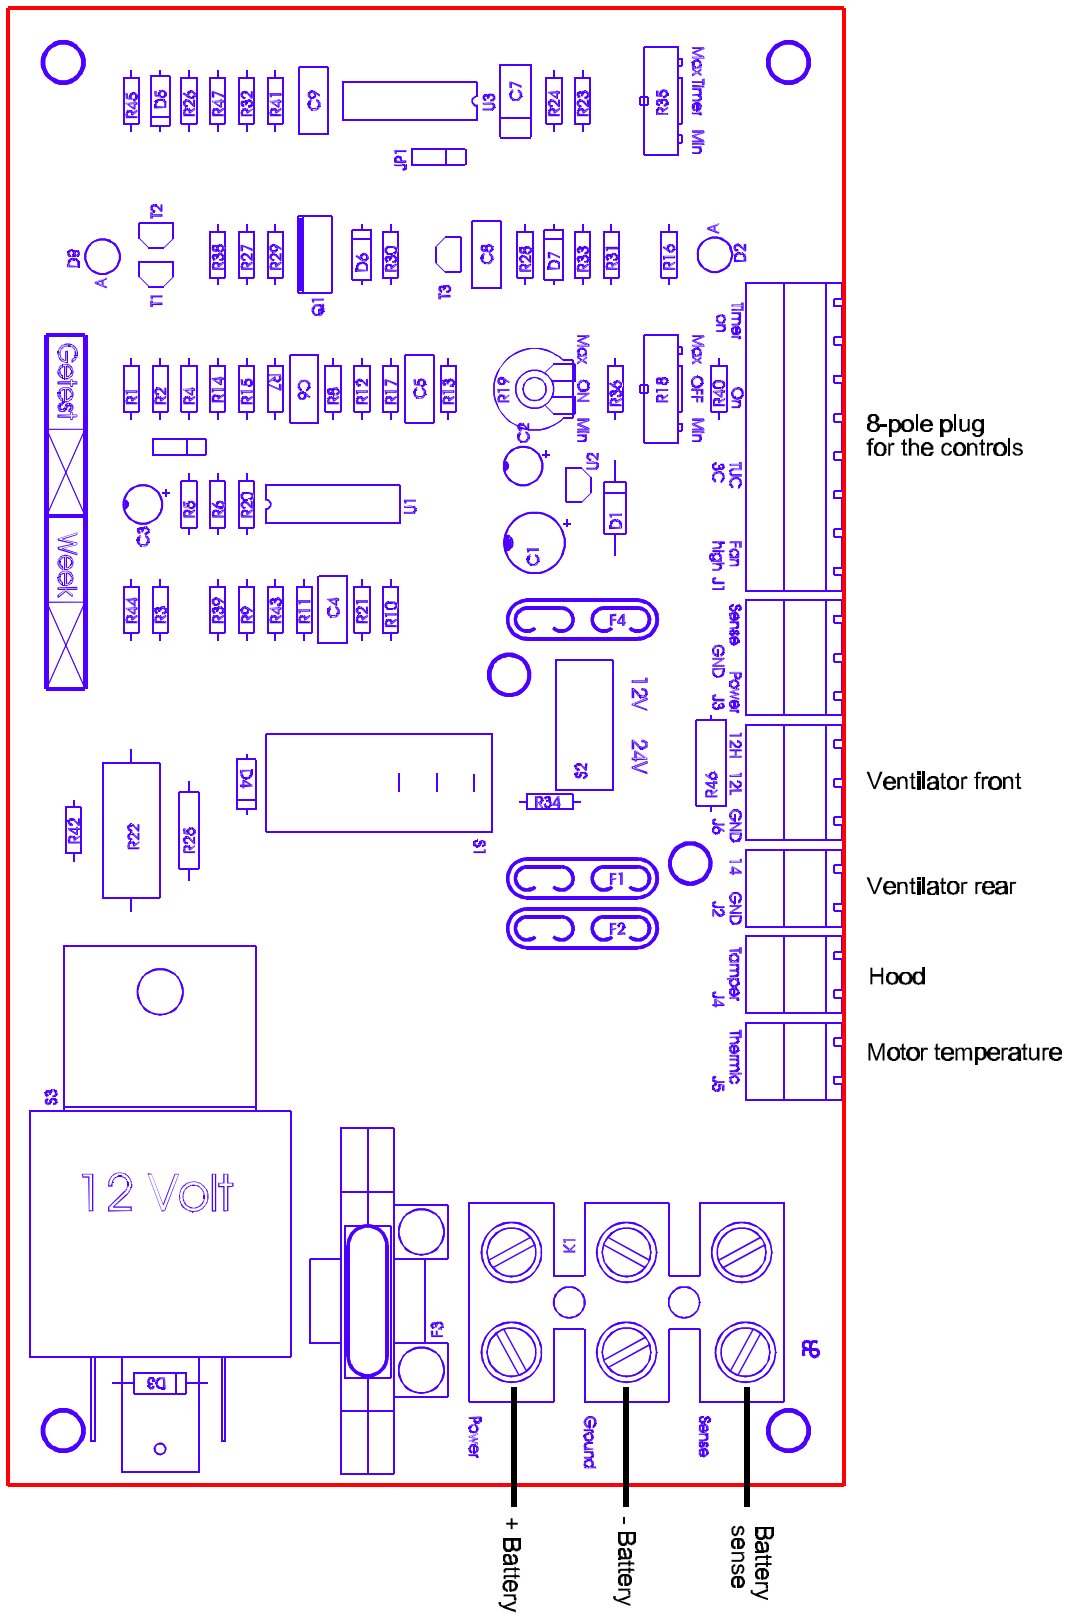 R45
D5
R26
R47
R32
R41
C9
U3
C7
R24
R23
Max Timer Min
R35
JP1
D8
A
T2
T1
R38
R27
R29
Q1
D6
R30
T3
C8
R28
D7
R33
R31
R16
A
D2
Getest
Week
R1
R2
R4
R14
R15
R7
C6
R8
R12
R17
C5
R13
R19
Max ON Min
R36
R18
Max OFF Min
R40
Timer on
On
TUC 3C
Fan high J1
8-pole plug
for the controls
C3
R5
R6
R20
U1
C2
U2
C1
D1
R44
R3
R39
R9
R43
R11
C4
R21
R10
F4
Sense GND Power J3
12V 24V
S2
R46
12H 12L GND J6
Ventilator front
R42
R22
R25
D4
S1
R34
F1
F2
14 GND J2
Ventilator rear
Tamper J4
Hood
Thermic J5
Motor temperature
S3
12 Volt
D3
F3
K1
Power
Ground
Sense
+ Battery
- Battery
Battery
sense